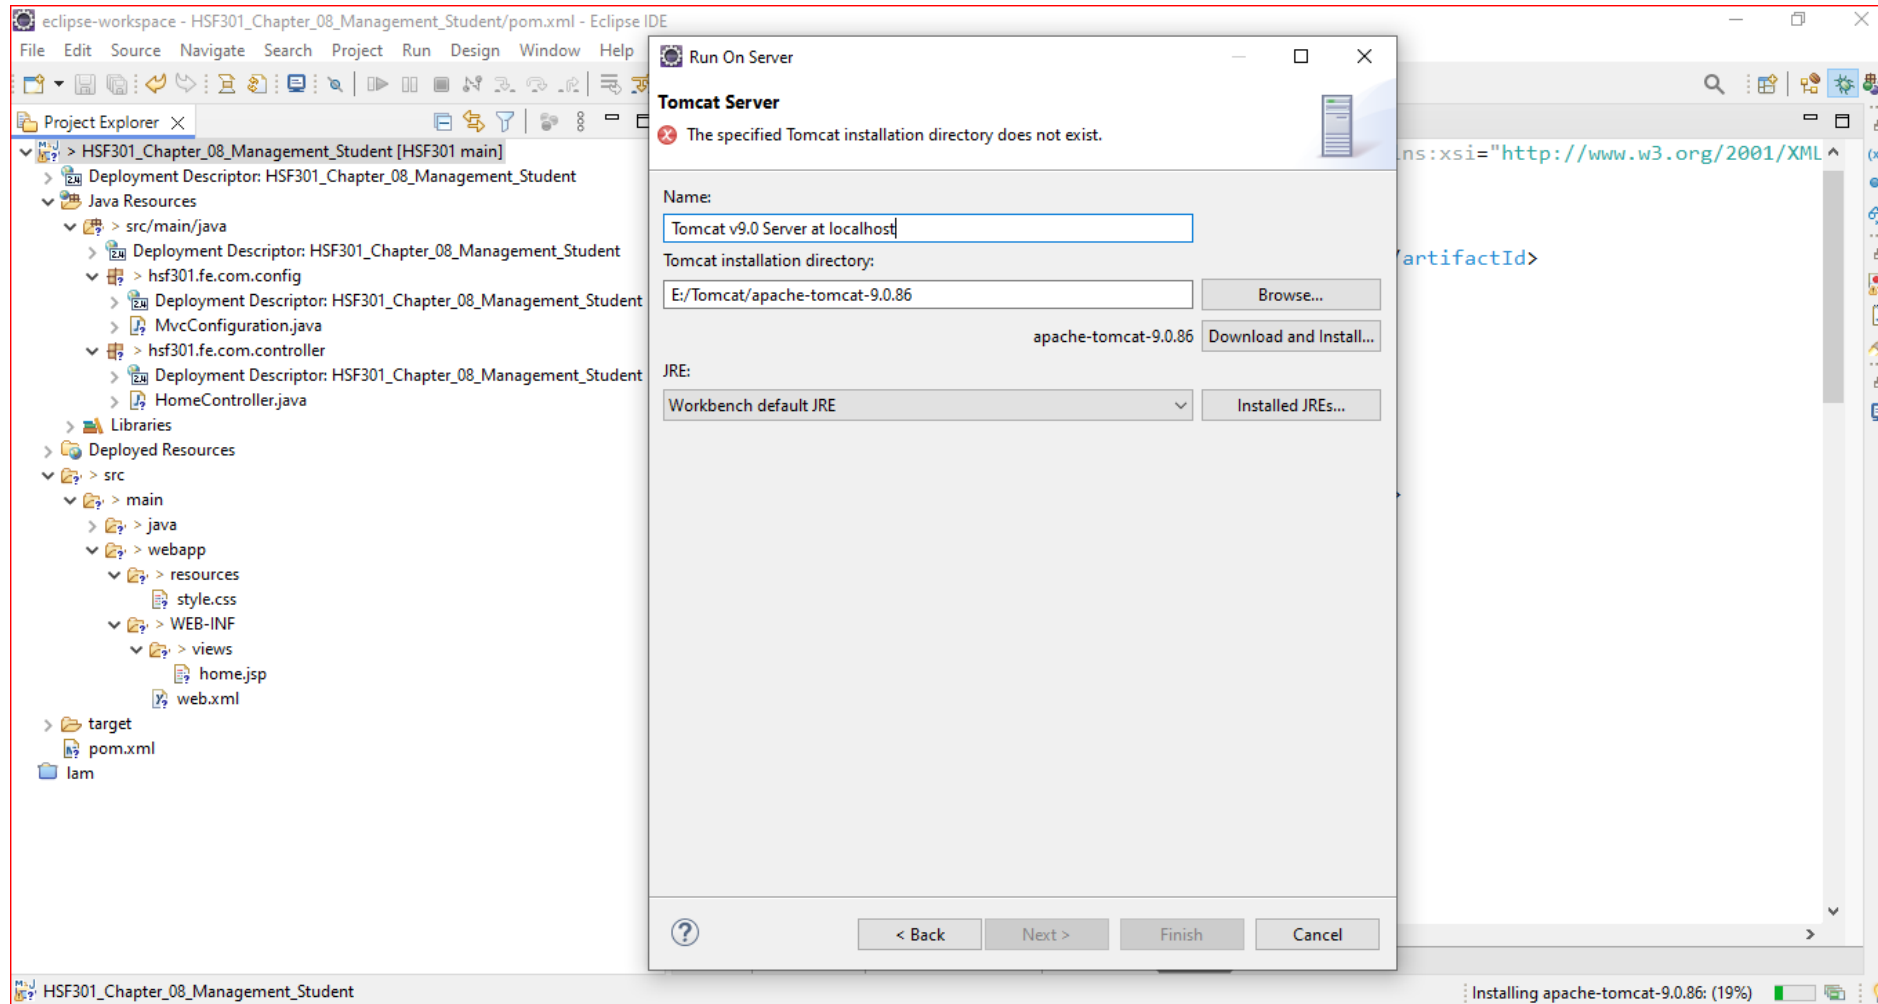 eclipse-workspace - HSF301_Chapter_08_Management_Student/pom.xml - Eclipse IDE
File Edit Source Navigate Search Project Run Design Window Help
Project Explorer
> HSF301_Chapter_08_Management_Student [HSF301 main]
Deployment Descriptor: HSF301_Chapter_08_Management_Student
Java Resources
> src/main/java
Deployment Descriptor: HSF301_Chapter_08_Management_Student
> hsf301.fe.com.config
Deployment Descriptor: HSF301_Chapter_08_Management_Student
MvcConfiguration.java
> hsf301.fe.com.controller
Deployment Descriptor: HSF301_Chapter_08_Management_Student
HomeController.java
Libraries
Deployed Resources
> src
> main
> java
> webapp
> resources
style.css
> WEB-INF
> views
home.jsp
web.xml
target
pom.xml
lam
Run On Server
Tomcat Server
The specified Tomcat installation directory does not exist.
Name:
Tomcat v9.0 Server at localhost
Tomcat installation directory:
E:/Tomcat/apache-tomcat-9.0.86
Browse...
apache-tomcat-9.0.86
Download and Install...
JRE:
Workbench default JRE
Installed JREs...
< Back
Next >
Finish
Cancel
ns:xsi="http://www.w3.org/2001/XML
/artifactId>
>
HSF301_Chapter_08_Management_Student
Installing apache-tomcat-9.0.86: (19%)